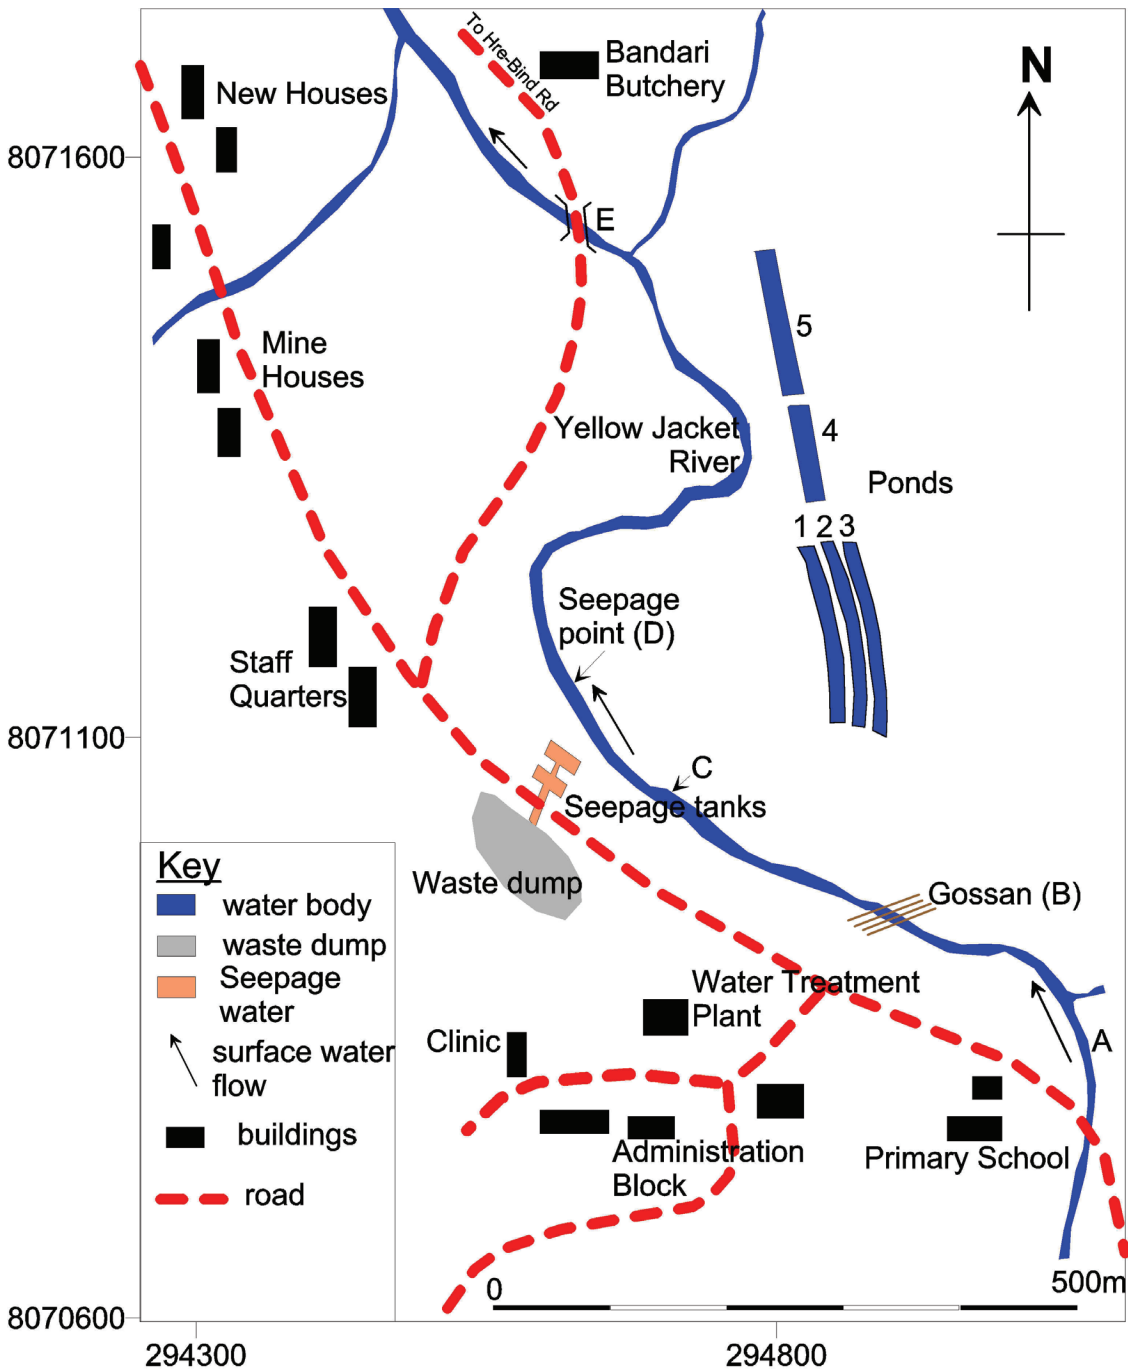 To Hre-Bind Rd
Bandari
Butchery
N
New Houses
8071600
E
5
Mine
Houses
4
Yellow Jacket
River
Ponds
1 2 3
Seepage
point (D)
Staff
Quarters
8071100
C
Seepage tanks
Waste dump
Gossan (B)
Key
water body
waste dump
Seepage
water
surface water
flow
buildings
road
Water Treatment
Plant
Clinic
A
Administration
Block
Primary School
0
500m
8070600
294300
294800